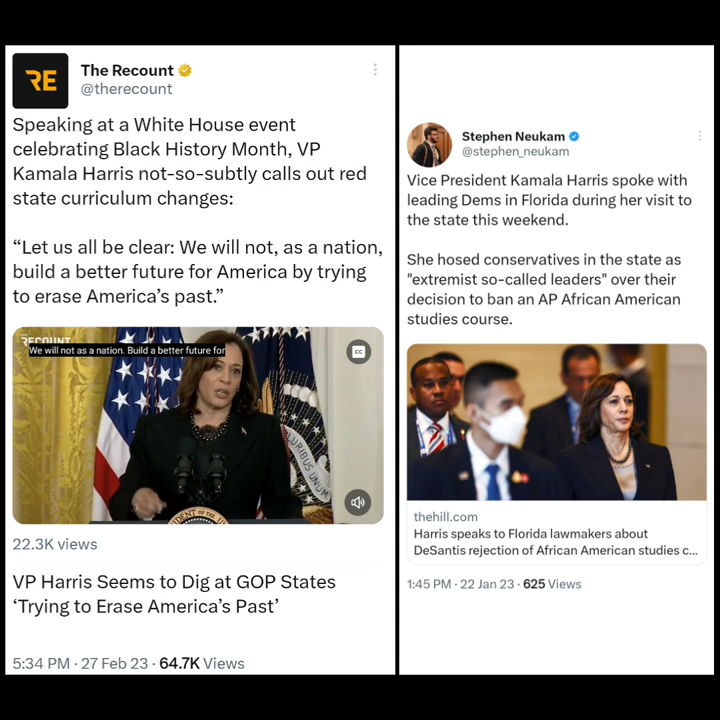 RE
The Recount
@therecount
Speaking at a White House event
celebrating Black History Month, VP
Kamala Harris not-so-subtly calls out red
state curriculum changes:
“Let us all be clear: We will not, as a nation,
build a better future for America by trying
to erase America’s past.”
RECOUNT
We will not as a nation. Build a better future for
CC
22.3K views
VP Harris Seems to Dig at GOP States
‘Trying to Erase America’s Past’
5:34 PM · 27 Feb 23 · 64.7K Views
Stephen Neukam
@stephen_neukam
Vice President Kamala Harris spoke with
leading Dems in Florida during her visit to
the state this weekend.
She hosed conservatives in the state as
"extremist so-called leaders" over their
decision to ban an AP African American
studies course.
thehill.com
Harris speaks to Florida lawmakers about
DeSantis rejection of African American studies c...
1:45 PM · 22 Jan 23 · 625 Views